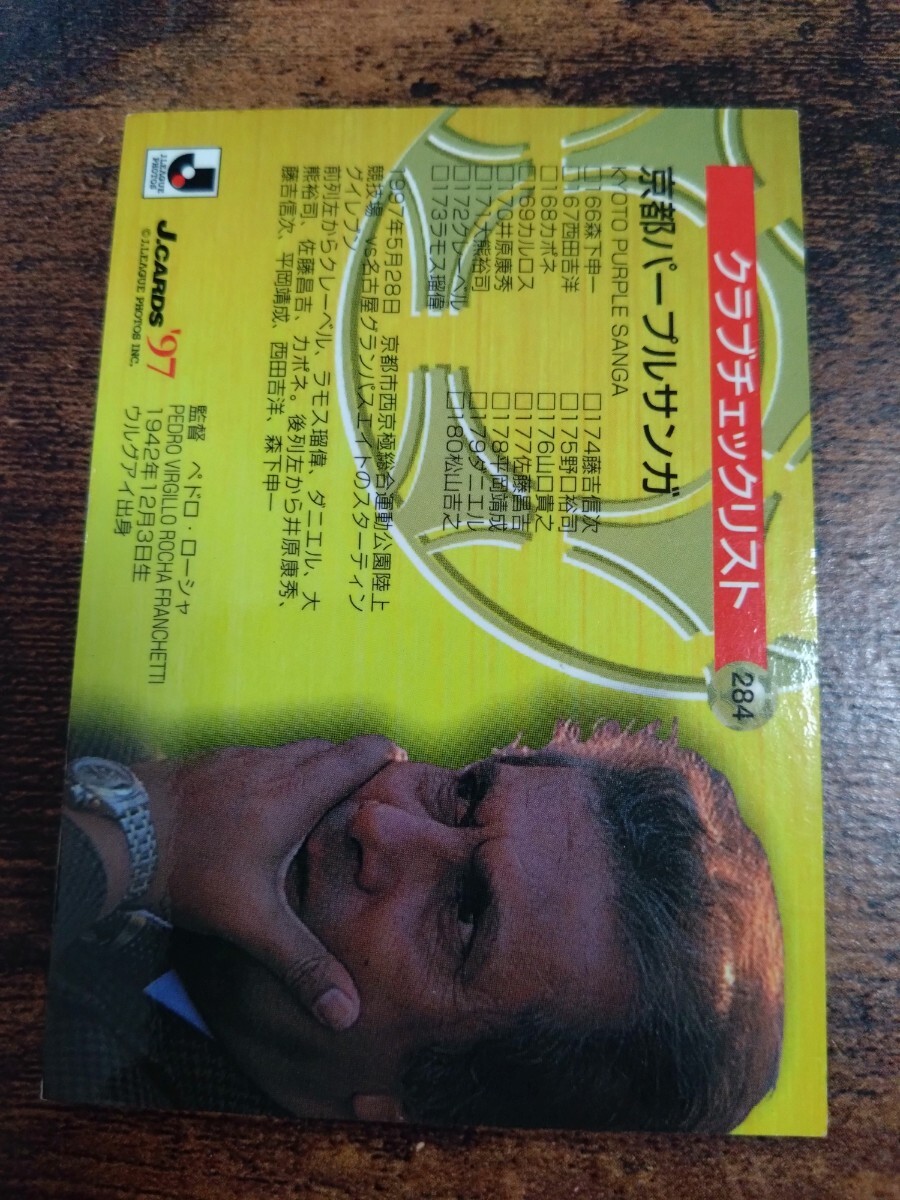 クラブチェックリスト
284
京都パープルサンガ
KYOTO PURPLE SANGA
□166森下申一
□167西田吉洋
□168カポネ
□169カルロス
□170井原康秀
□171大熊裕司
□172クレーベル
□173ラモス瑠偉
□174藤吉信次
□175野口裕司
□176山口貴之
□177佐藤昌吉
□178平岡靖成
□179ダニエル
□180松山吉之
1997年5月28日 京都市西京極総合運動公園陸上
競技場 vs名古屋グランパスエイトのスターティン
グイレブン
前列左からクレーベル、ラモス瑠偉、ダニエル、大
熊裕司、佐藤昌吉、カポネ。後列左から井原康秀、
藤吉信次、平岡靖成、西田吉洋、森下申一
監督 ペドロ・ローシャ
PEDRO VIRGILLO ROCHA FRANCHETTI
1942年12月3日生
ウルグアイ出身
J.LEAGUE
PHOTOS
J.CARDS '97
© J.LEAGUE PHOTOS INC.